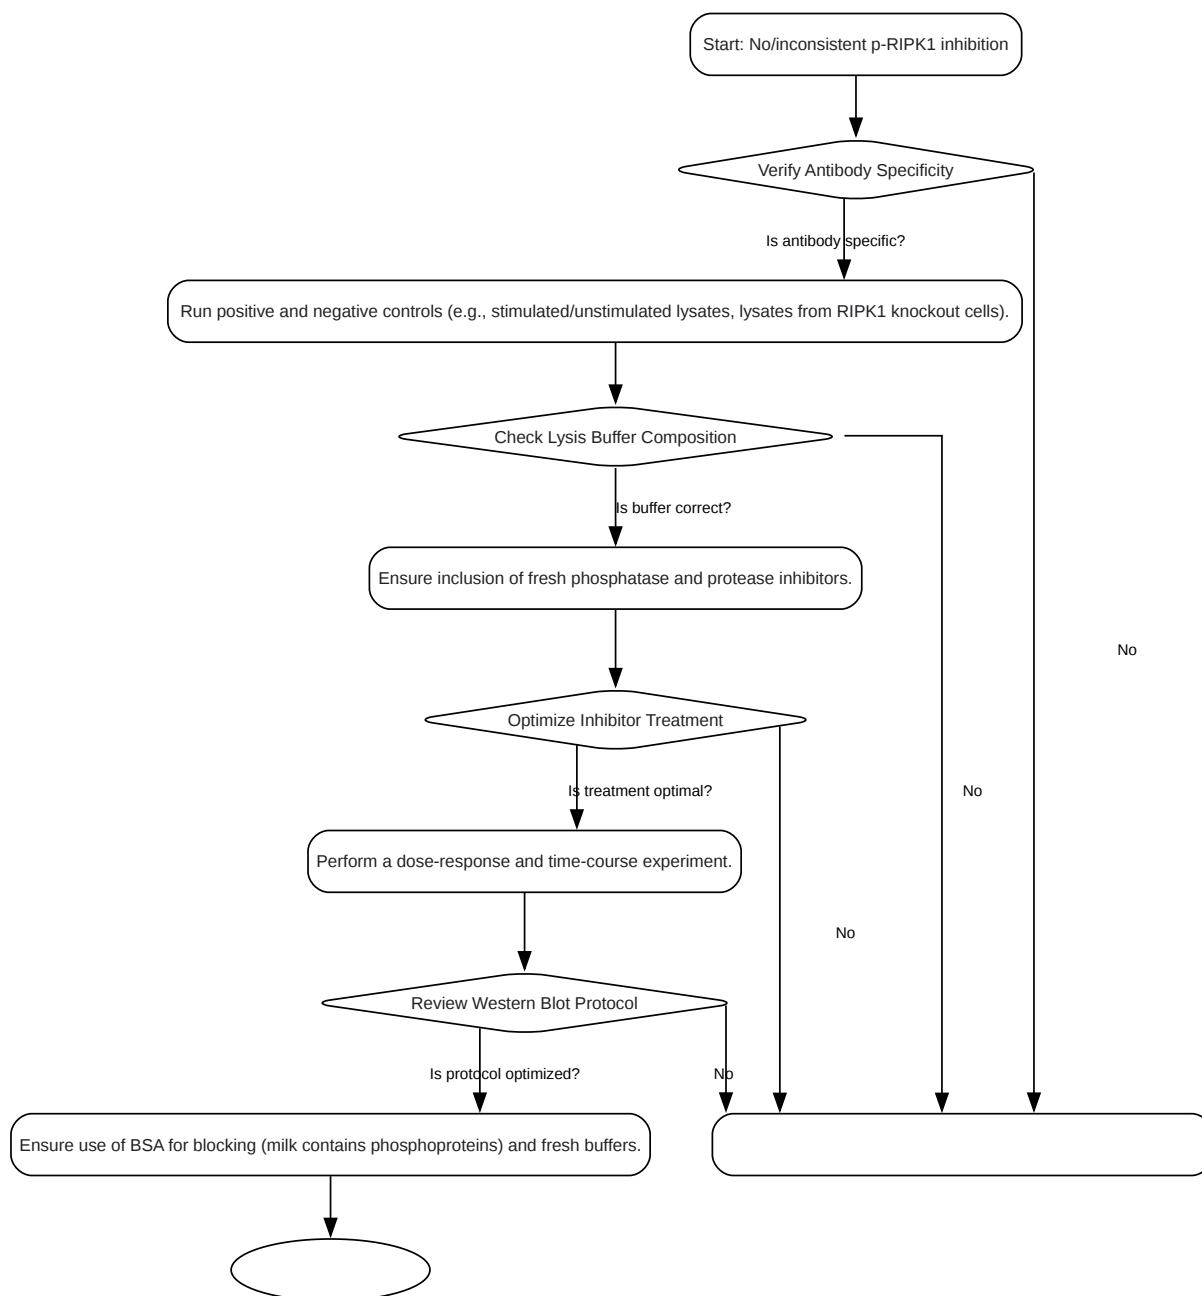 Start: No/inconsistent p-RIPK1 inhibition
Verify Antibody Specificity
Is antibody specific?
Run positive and negative controls (e.g., stimulated/unstimulated lysates, lysates from RIPK1 knockout cells).
Check Lysis Buffer Composition
Is buffer correct?
Ensure inclusion of fresh phosphatase and protease inhibitors.
No
Optimize Inhibitor Treatment
Is treatment optimal?
No
Perform a dose-response and time-course experiment.
No
Review Western Blot Protocol
Is protocol optimized?
No
Ensure use of BSA for blocking (milk contains phosphoproteins) and fresh buffers.